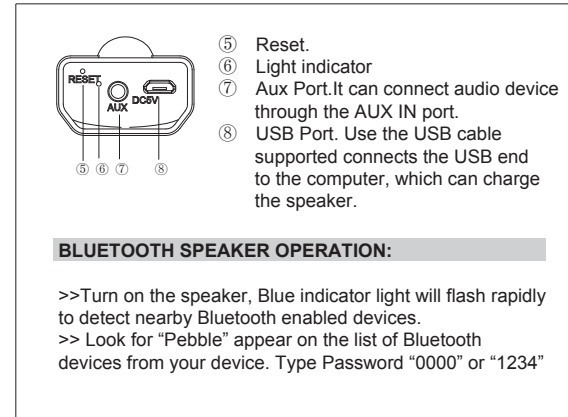 RESET
AUX
DC5V
⑤ ⑥ ⑦ ⑧
⑤ Reset.
⑥ Light indicator
⑦ Aux Port.It can connect audio device
through the AUX IN port.
⑧ USB Port. Use the USB cable
supported connects the USB end
to the computer, which can charge
the speaker.
BLUETOOTH SPEAKER OPERATION:
>>Turn on the speaker, Blue indicator light will flash rapidly
to detect nearby Bluetooth enabled devices.
>> Look for “Pebble” appear on the list of Bluetooth
devices from your device. Type Password “0000” or “1234”